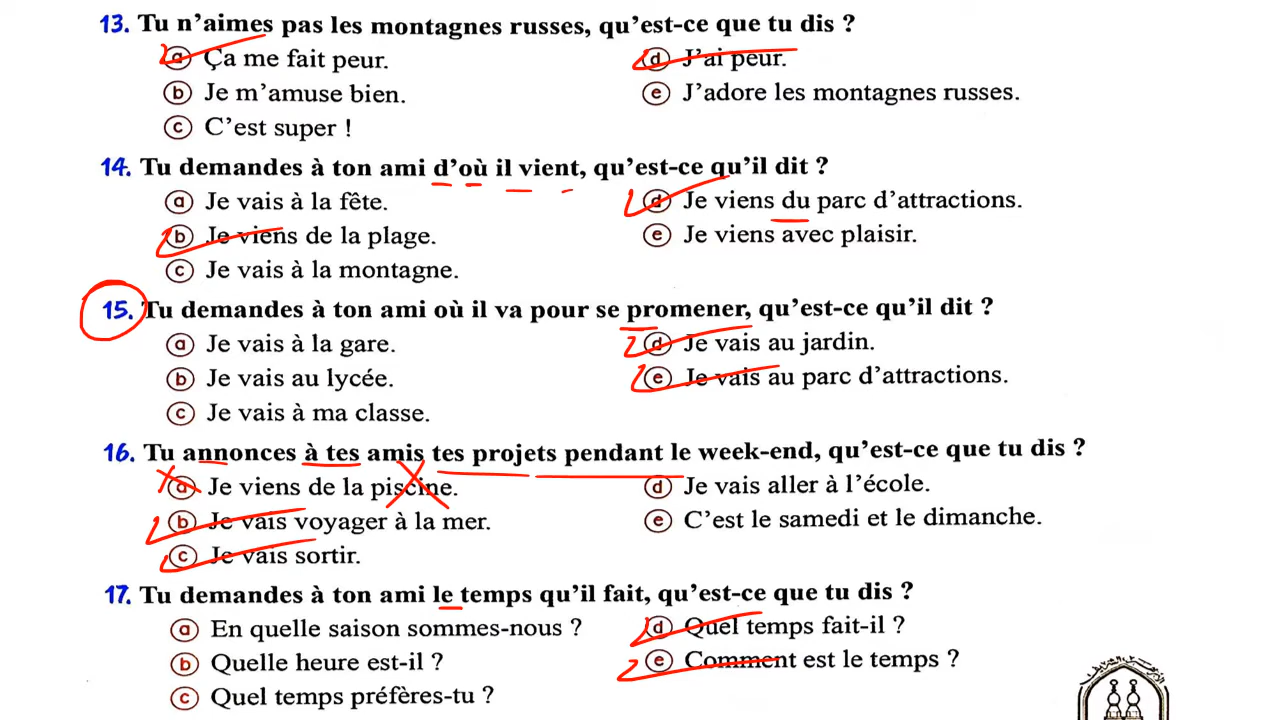 13. Tu n'aimes pas les montagnes russes, qu'est-ce que tu dis ?
a Ça me fait peur.
d J'ai peur.
b Je m'amuse bien.
e J'adore les montagnes russes.
c C'est super !
14. Tu demandes à ton ami d'où il vient, qu'est-ce qu'il dit ?
a Je vais à la fête.
d Je viens du parc d'attractions.
b Je viens de la plage.
e Je viens avec plaisir.
c Je vais à la montagne.
15. Tu demandes à ton ami où il va pour se promener, qu'est-ce qu'il dit ?
a Je vais à la gare.
d Je vais au jardin.
b Je vais au lycée.
e Je vais au parc d'attractions.
c Je vais à ma classe.
16. Tu annonces à tes amis tes projets pendant le week-end, qu'est-ce que tu dis ?
a Je viens de la piscine.
d Je vais aller à l'école.
b Je vais voyager à la mer.
e C'est le samedi et le dimanche.
c Je vais sortir.
17. Tu demandes à ton ami le temps qu'il fait, qu'est-ce que tu dis ?
a En quelle saison sommes-nous ?
d Quel temps fait-il ?
b Quelle heure est-il ?
e Comment est le temps ?
c Quel temps préfères-tu ?